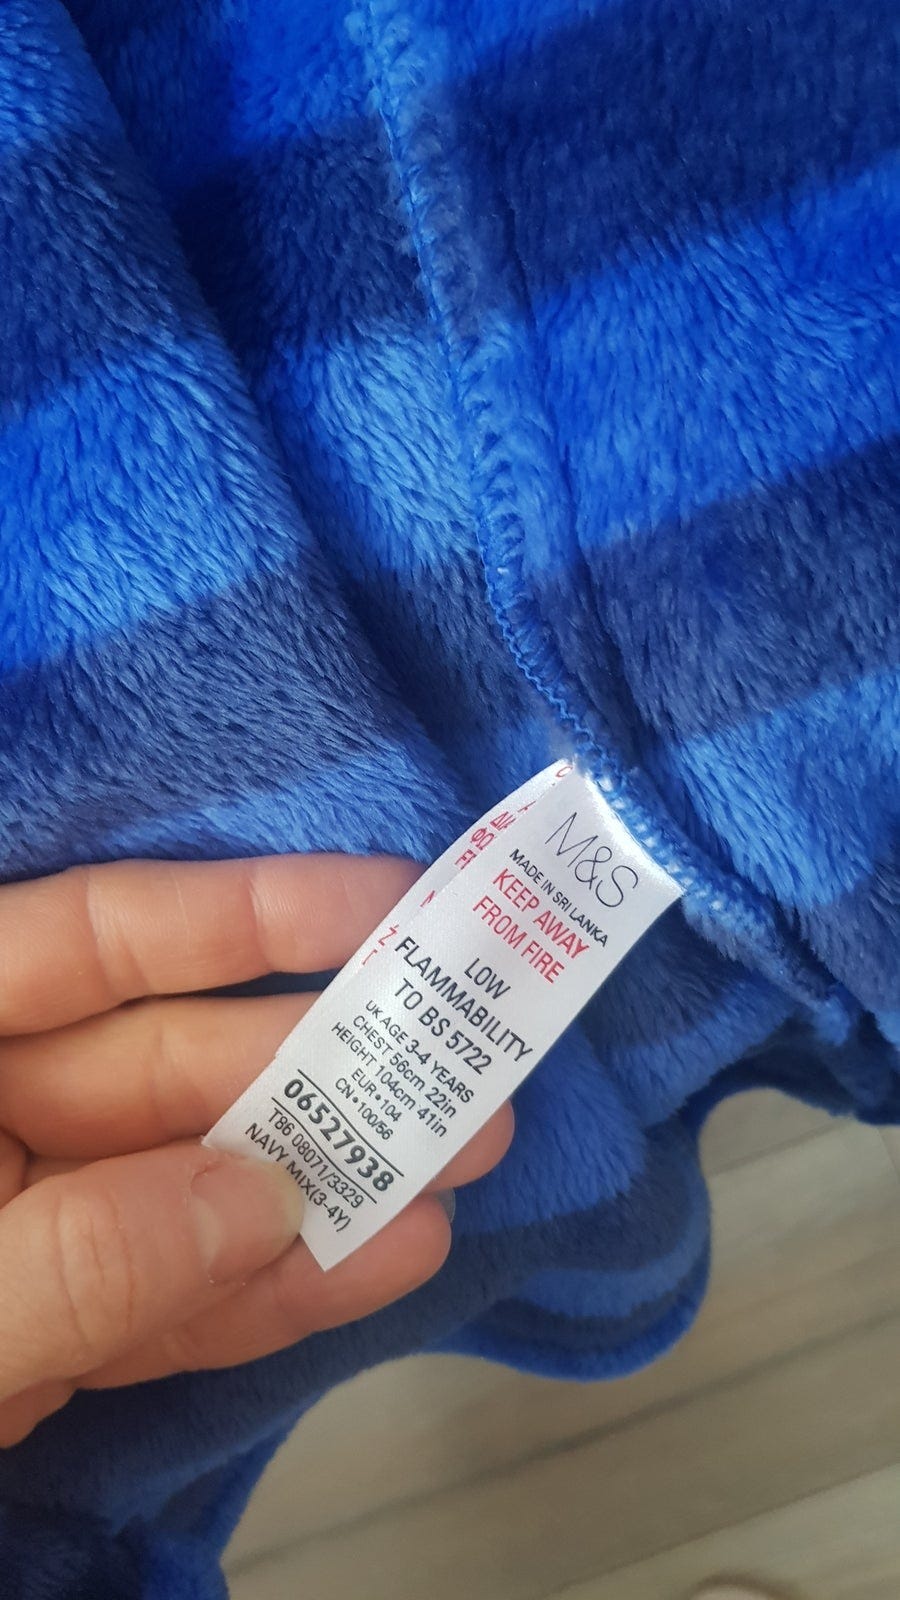 M&S
MADE IN SRI LANKA
KEEP AWAY
FROM FIRE
LOW
FLAMMABILITY
TO BS 5722
UK AGE 3-4 YEARS
CHEST 56cm 22in
HEIGHT 104cm 41in
EUR•104
CN•100/56
06527938
T86 08071/3329
NAVY MIX(3-4Y)